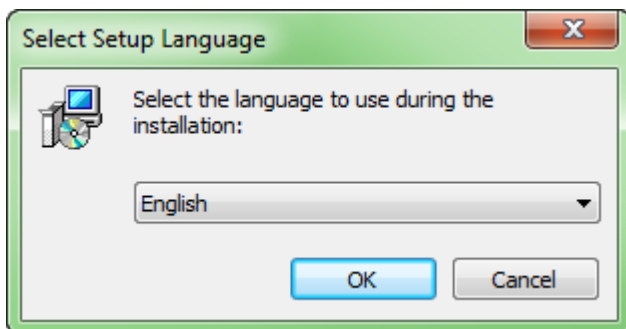 Select Setup Language
Select the language to use during the
installation:
English
OK
Cancel